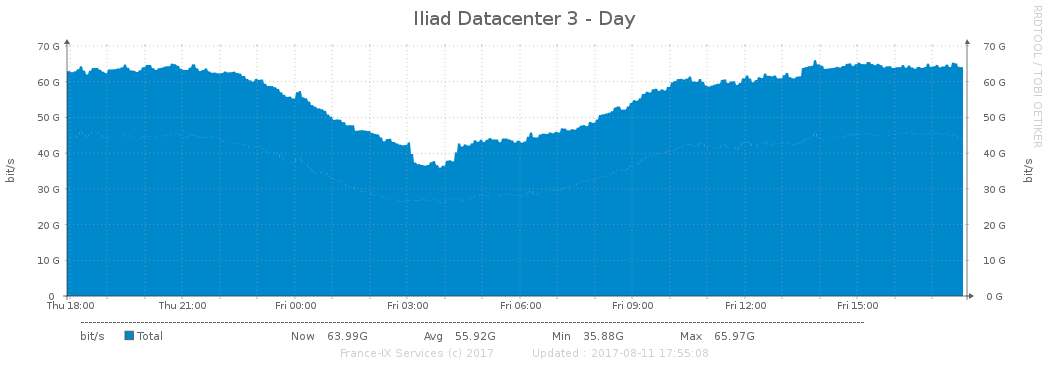 Iliad Datacenter 3 - Day
RRDTOOL / TOBI OETIKER
70 G 70 G
60 G 60 G
50 G 50 G
40 G 40 G
bit/s bit/s
30 G 30 G
20 G 20 G
10 G 10 G
0 0 G
Thu 18:00 Thu 21:00 Fri 00:00 Fri 03:00 Fri 06:00 Fri 09:00 Fri 12:00 Fri 15:00
bit/s Total Now 63.99G Avg 55.92G Min 35.88G Max 65.97G
France-IX Services (c) 2017 Updated : 2017-08-11 17:55:08